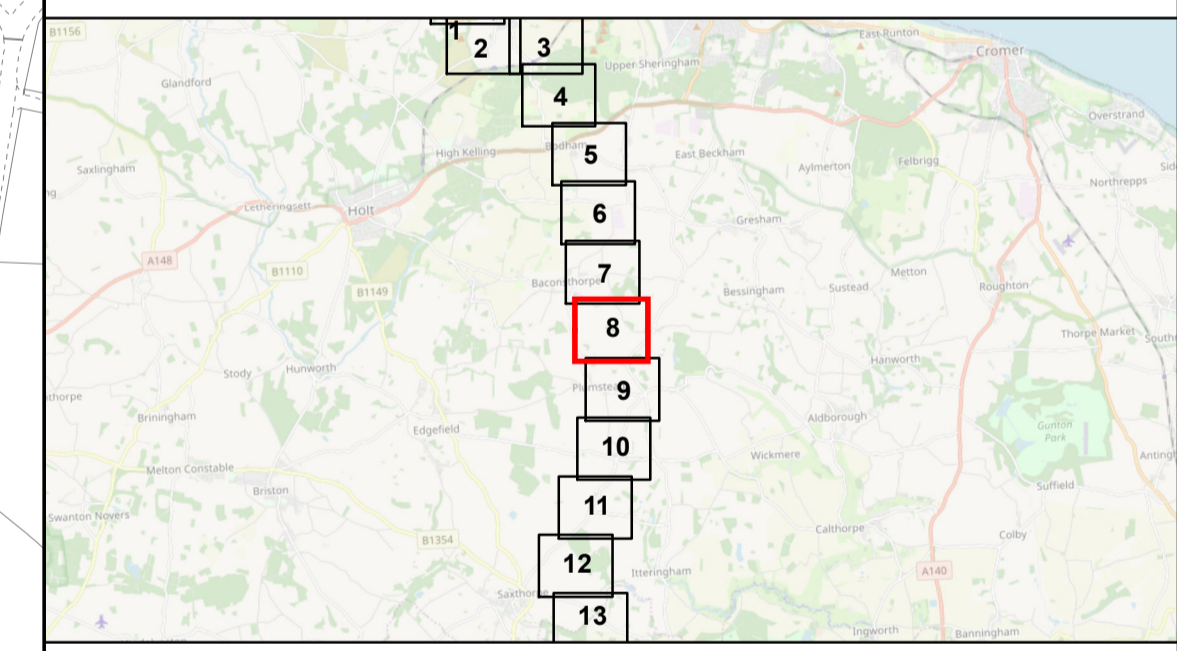 B1156
1
2
3
East Runton
Cromer
Glandford
Upper Sheringham
4
Overstrand
Bodham
5
High Kelling
East Beckham
Aylmerton
Felbrigg
Saxlingham
Northrepps
Letheringsett
Holt
6
Gresham
A148
B1110
7
Metton
Baconsthorpe
B1149
Bessingham
Sustead
Roughton
8
Thorpe Market
Hanworth
Stody
Hunworth
9
Plumstead
Briningham
Aldborough
Edgefield
Gunton
Park
10
Wickmere
Melton Constable
Briston
Suffield
11
Swanton Novers
Calthorpe
Colby
B1354
12
Itteringham
A140
Saxthorpe
13
Ingworth
Banningham